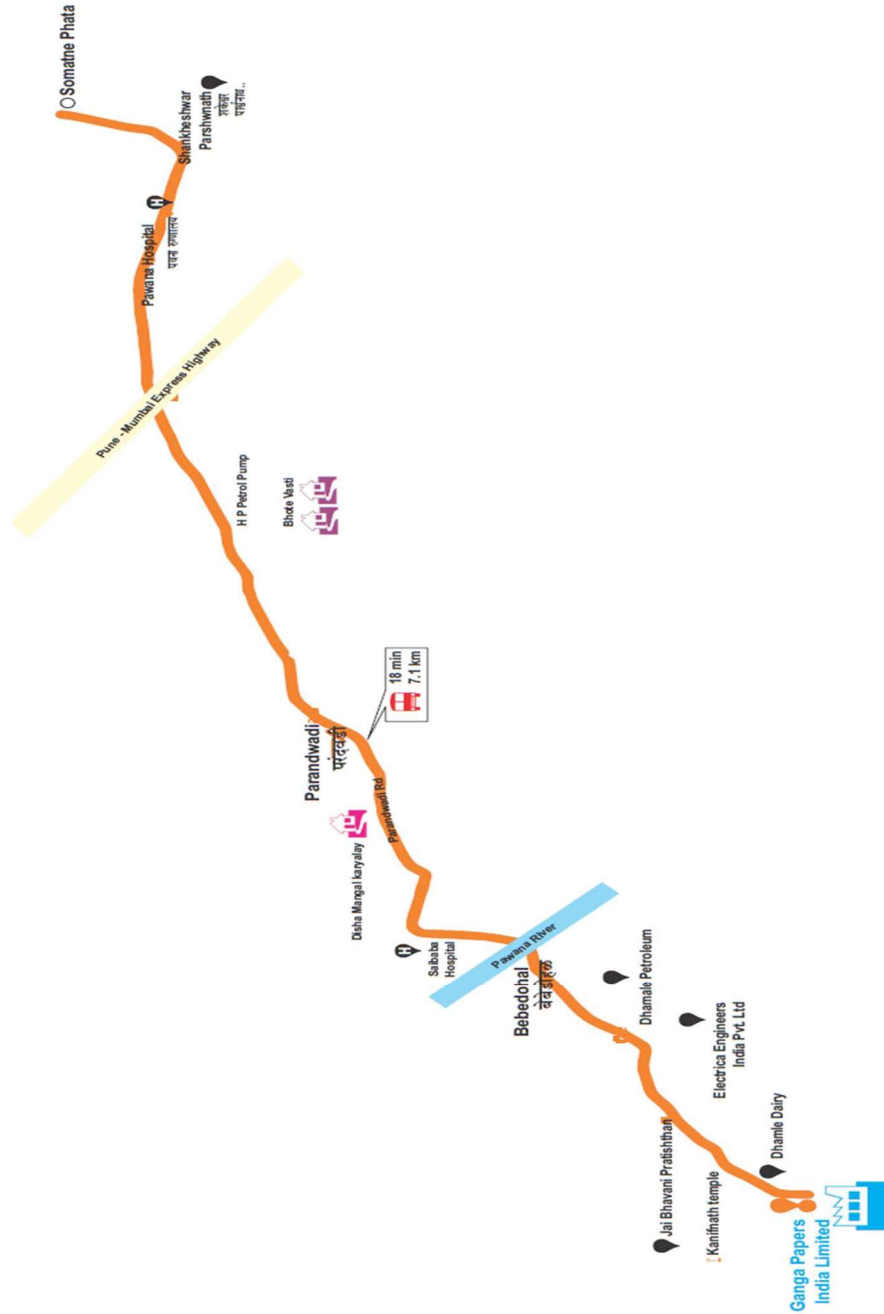 Somatne Phata
Shankheshwar
Parshwnath
Pawana Hospital
पवना रुग्णालय
Pune - Mumbai Express Highway
H P Petrol Pump
Bhote Vasti
Parandwadi
परंदवडी
18 min
7.1 km
Parandwadi Rd
Disha Mangal karyalay
H
Saibaba
Hospital
H
Pawana River
Bebedohal
बेबडोहळ
Dhamale Petroleum
Electrica Engineers
India Pvt. Ltd
Jai Bhavani Pratishthan
Kanifnath temple
Dhamle Dairy
Ganga Papers
India Limited